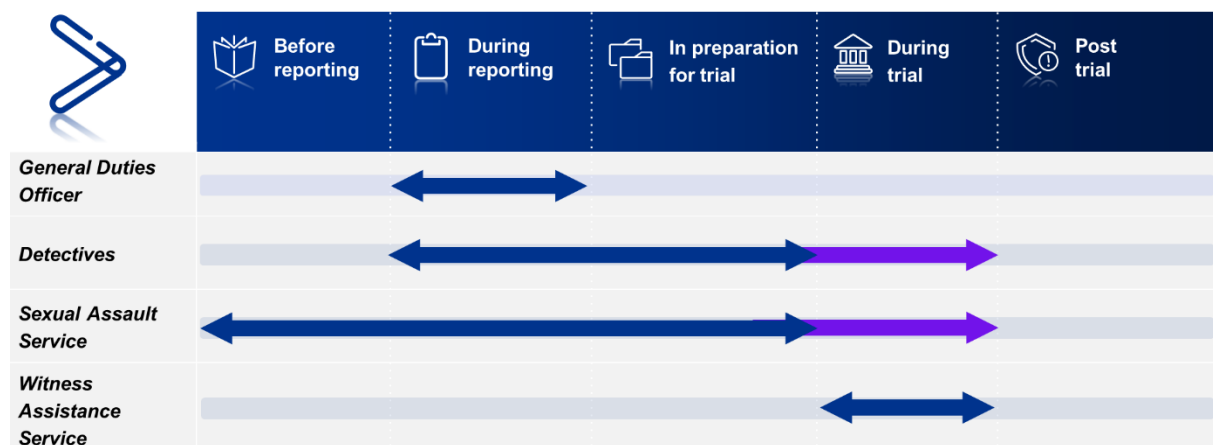 Before
reporting
During
reporting
In preparation
for trial
During
trial
Post
trial
General Duties
Officer
Detectives
Sexual Assault
Service
Witness
Assistance
Service